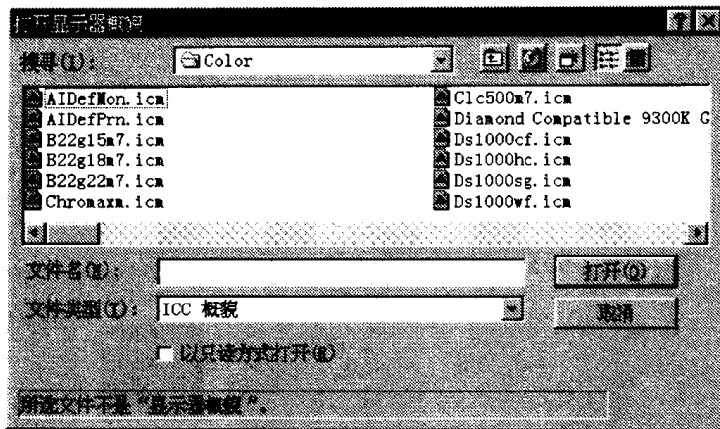 打开显示器概貌
搜寻(I): Color
AIDefMon.icm
AIDefPrn.icm
B22g15m7.icm
B22g18m7.icm
B22g22m7.icm
Chromaxm.icm
Clc500m7.icm
Diamond Compatible 9300K G
Ds1000cf.icm
Ds1000hc.icm
Ds1000sg.icm
Ds1000wf.icm
文件名(N): 打开(O)
文件类型(T): ICC 概貌 取消
以只读方式打开(R)
所选文件不是“显示器概貌”。